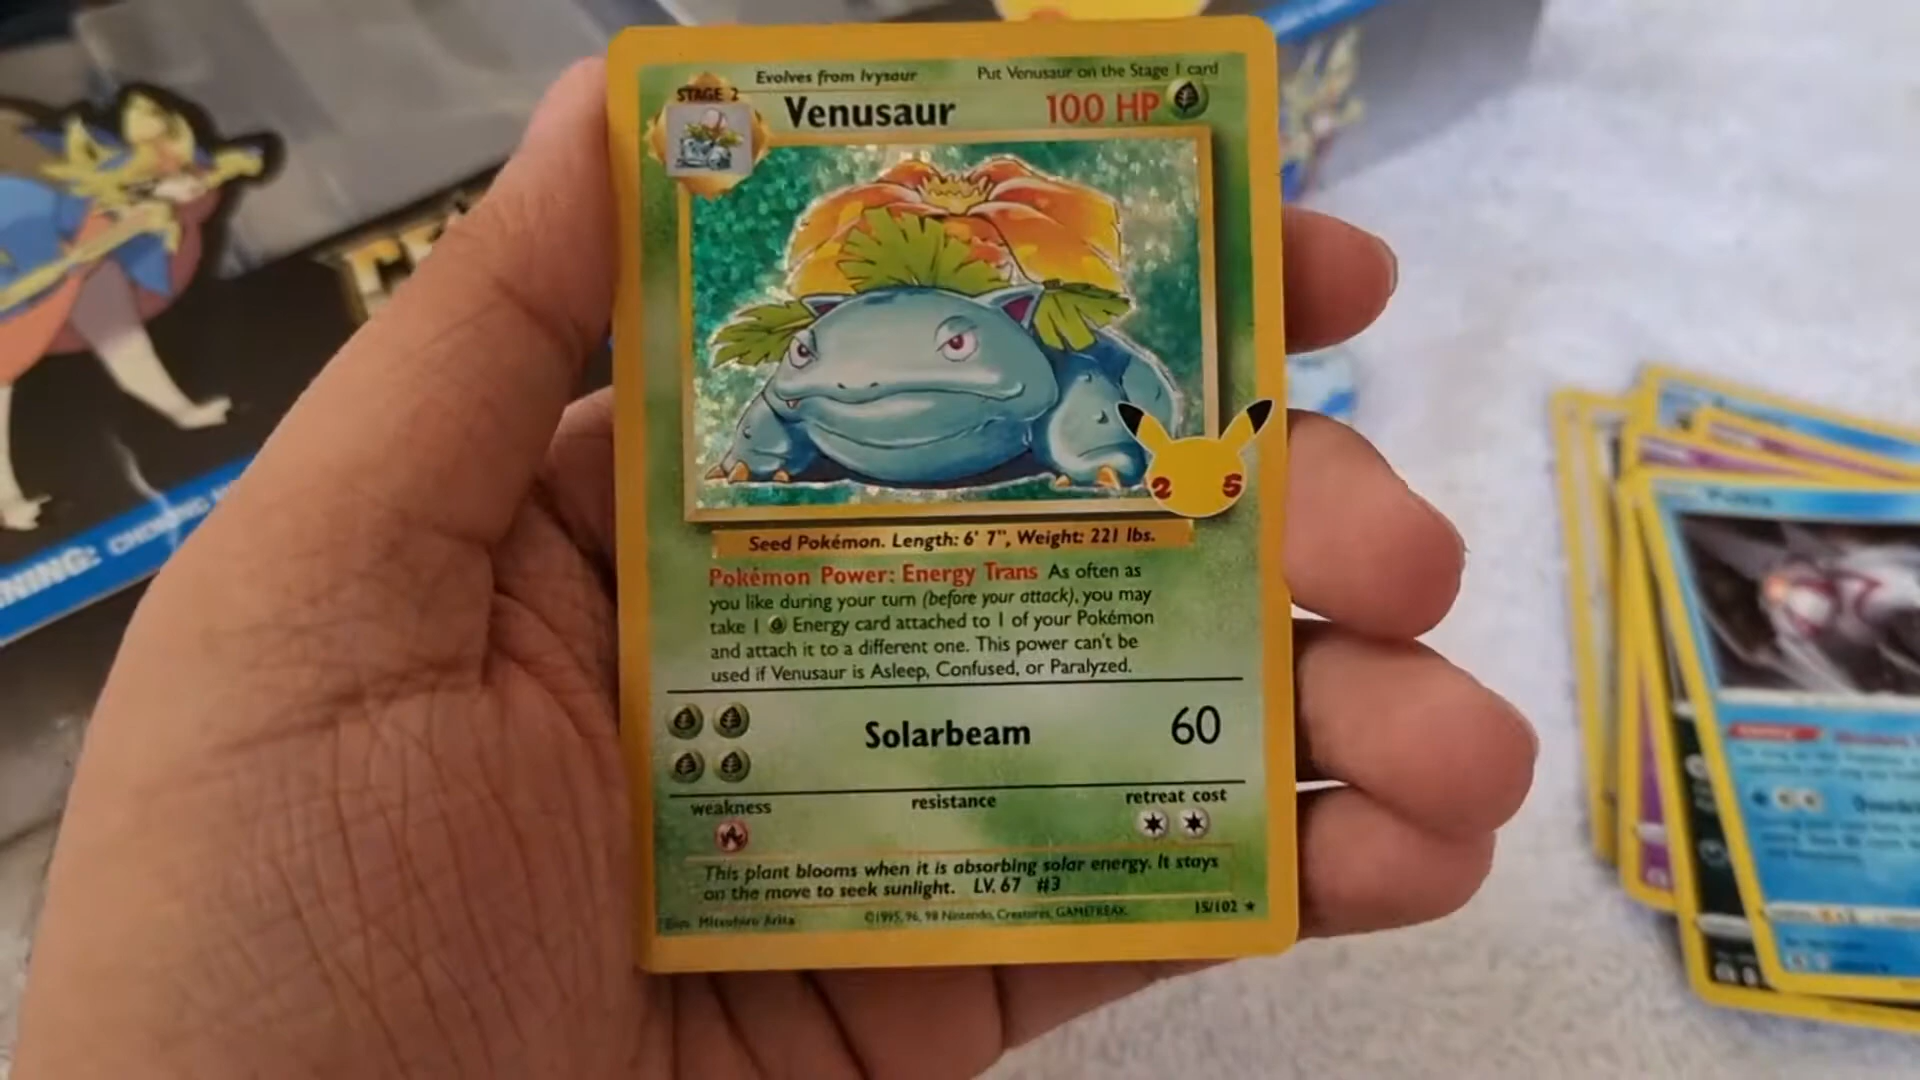 Evolves from Ivysaur
Put Venusaur on the Stage 1 card
STAGE 2
Venusaur
100 HP
2 5
Seed Pokémon. Length: 6' 7", Weight: 221 lbs.
Pokémon Power: Energy Trans As often as
you like during your turn (before your attack), you may
take 1 Energy card attached to 1 of your Pokémon
and attach it to a different one. This power can't be
used if Venusaur is Asleep, Confused, or Paralyzed.
Solarbeam
60
weakness
resistance
retreat cost
This plant blooms when it is absorbing solar energy. It stays
on the move to seek sunlight. LV. 67 #3
Illus. Mitsuhiro Arita
©1995, 96, 98 Nintendo, Creatures, GAMEFREAK.
15/102 ★
NING: CHOKING